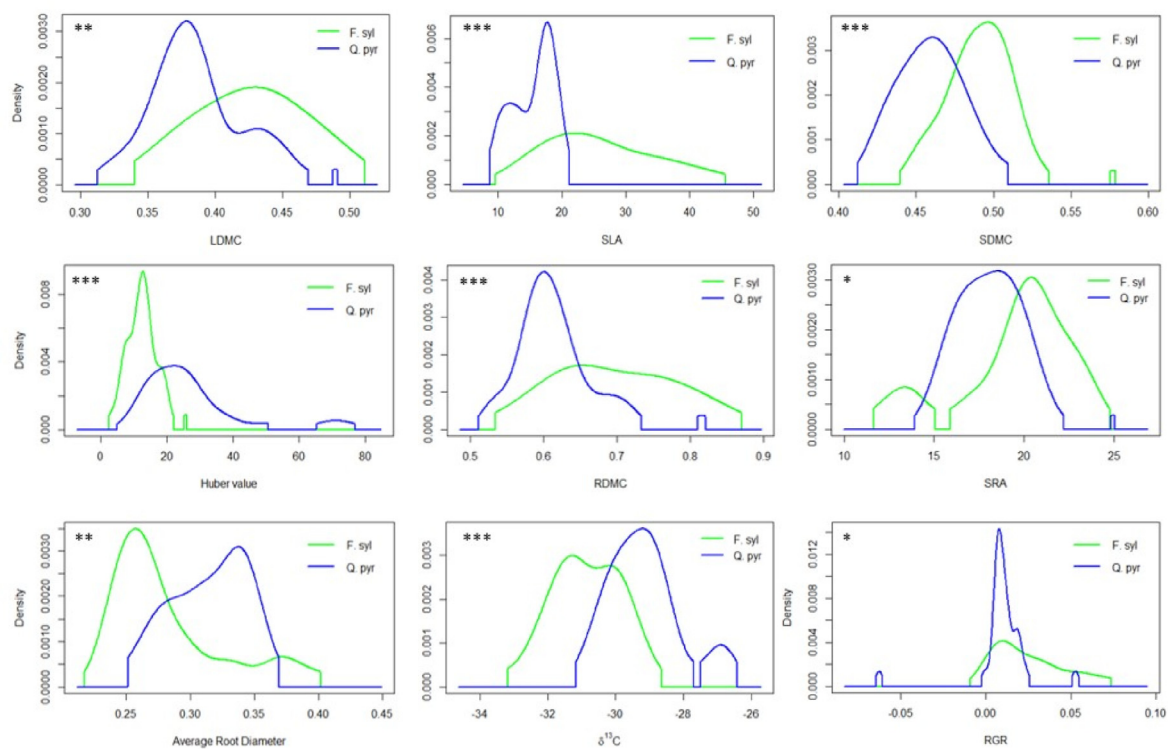 **
F. syl
Q. pyr
Density
0.0000 0.0010 0.0020 0.0030
0.30 0.35 0.40 0.45 0.50
LDMC
***
F. syl
Q. pyr
0.000 0.001 0.002 0.003 0.004 0.005 0.006
10 20 30 40 50
SLA
***
F. syl
Q. pyr
0.000 0.001 0.002 0.003
0.40 0.45 0.50 0.55 0.60
SDMC
***
F. syl
Q. pyr
Density
0.000 0.004 0.008
0 20 40 60 80
Huber value
***
F. syl
Q. pyr
0.000 0.001 0.002 0.003 0.004
0.5 0.6 0.7 0.8 0.9
RDMC
*
F. syl
Q. pyr
0.0000 0.0010 0.0020 0.0030
10 15 20 25
SRA
**
F. syl
Q. pyr
Density
0.0000 0.0010 0.0020 0.0030
0.25 0.30 0.35 0.40 0.45
Average Root Diameter
***
F. syl
Q. pyr
Density
0.000 0.001 0.002 0.003
-34 -32 -30 -28 -26
δ¹³C
*
F. syl
Q. pyr
Density
0.000 0.004 0.008 0.012
-0.05 0.00 0.05 0.10
RGR